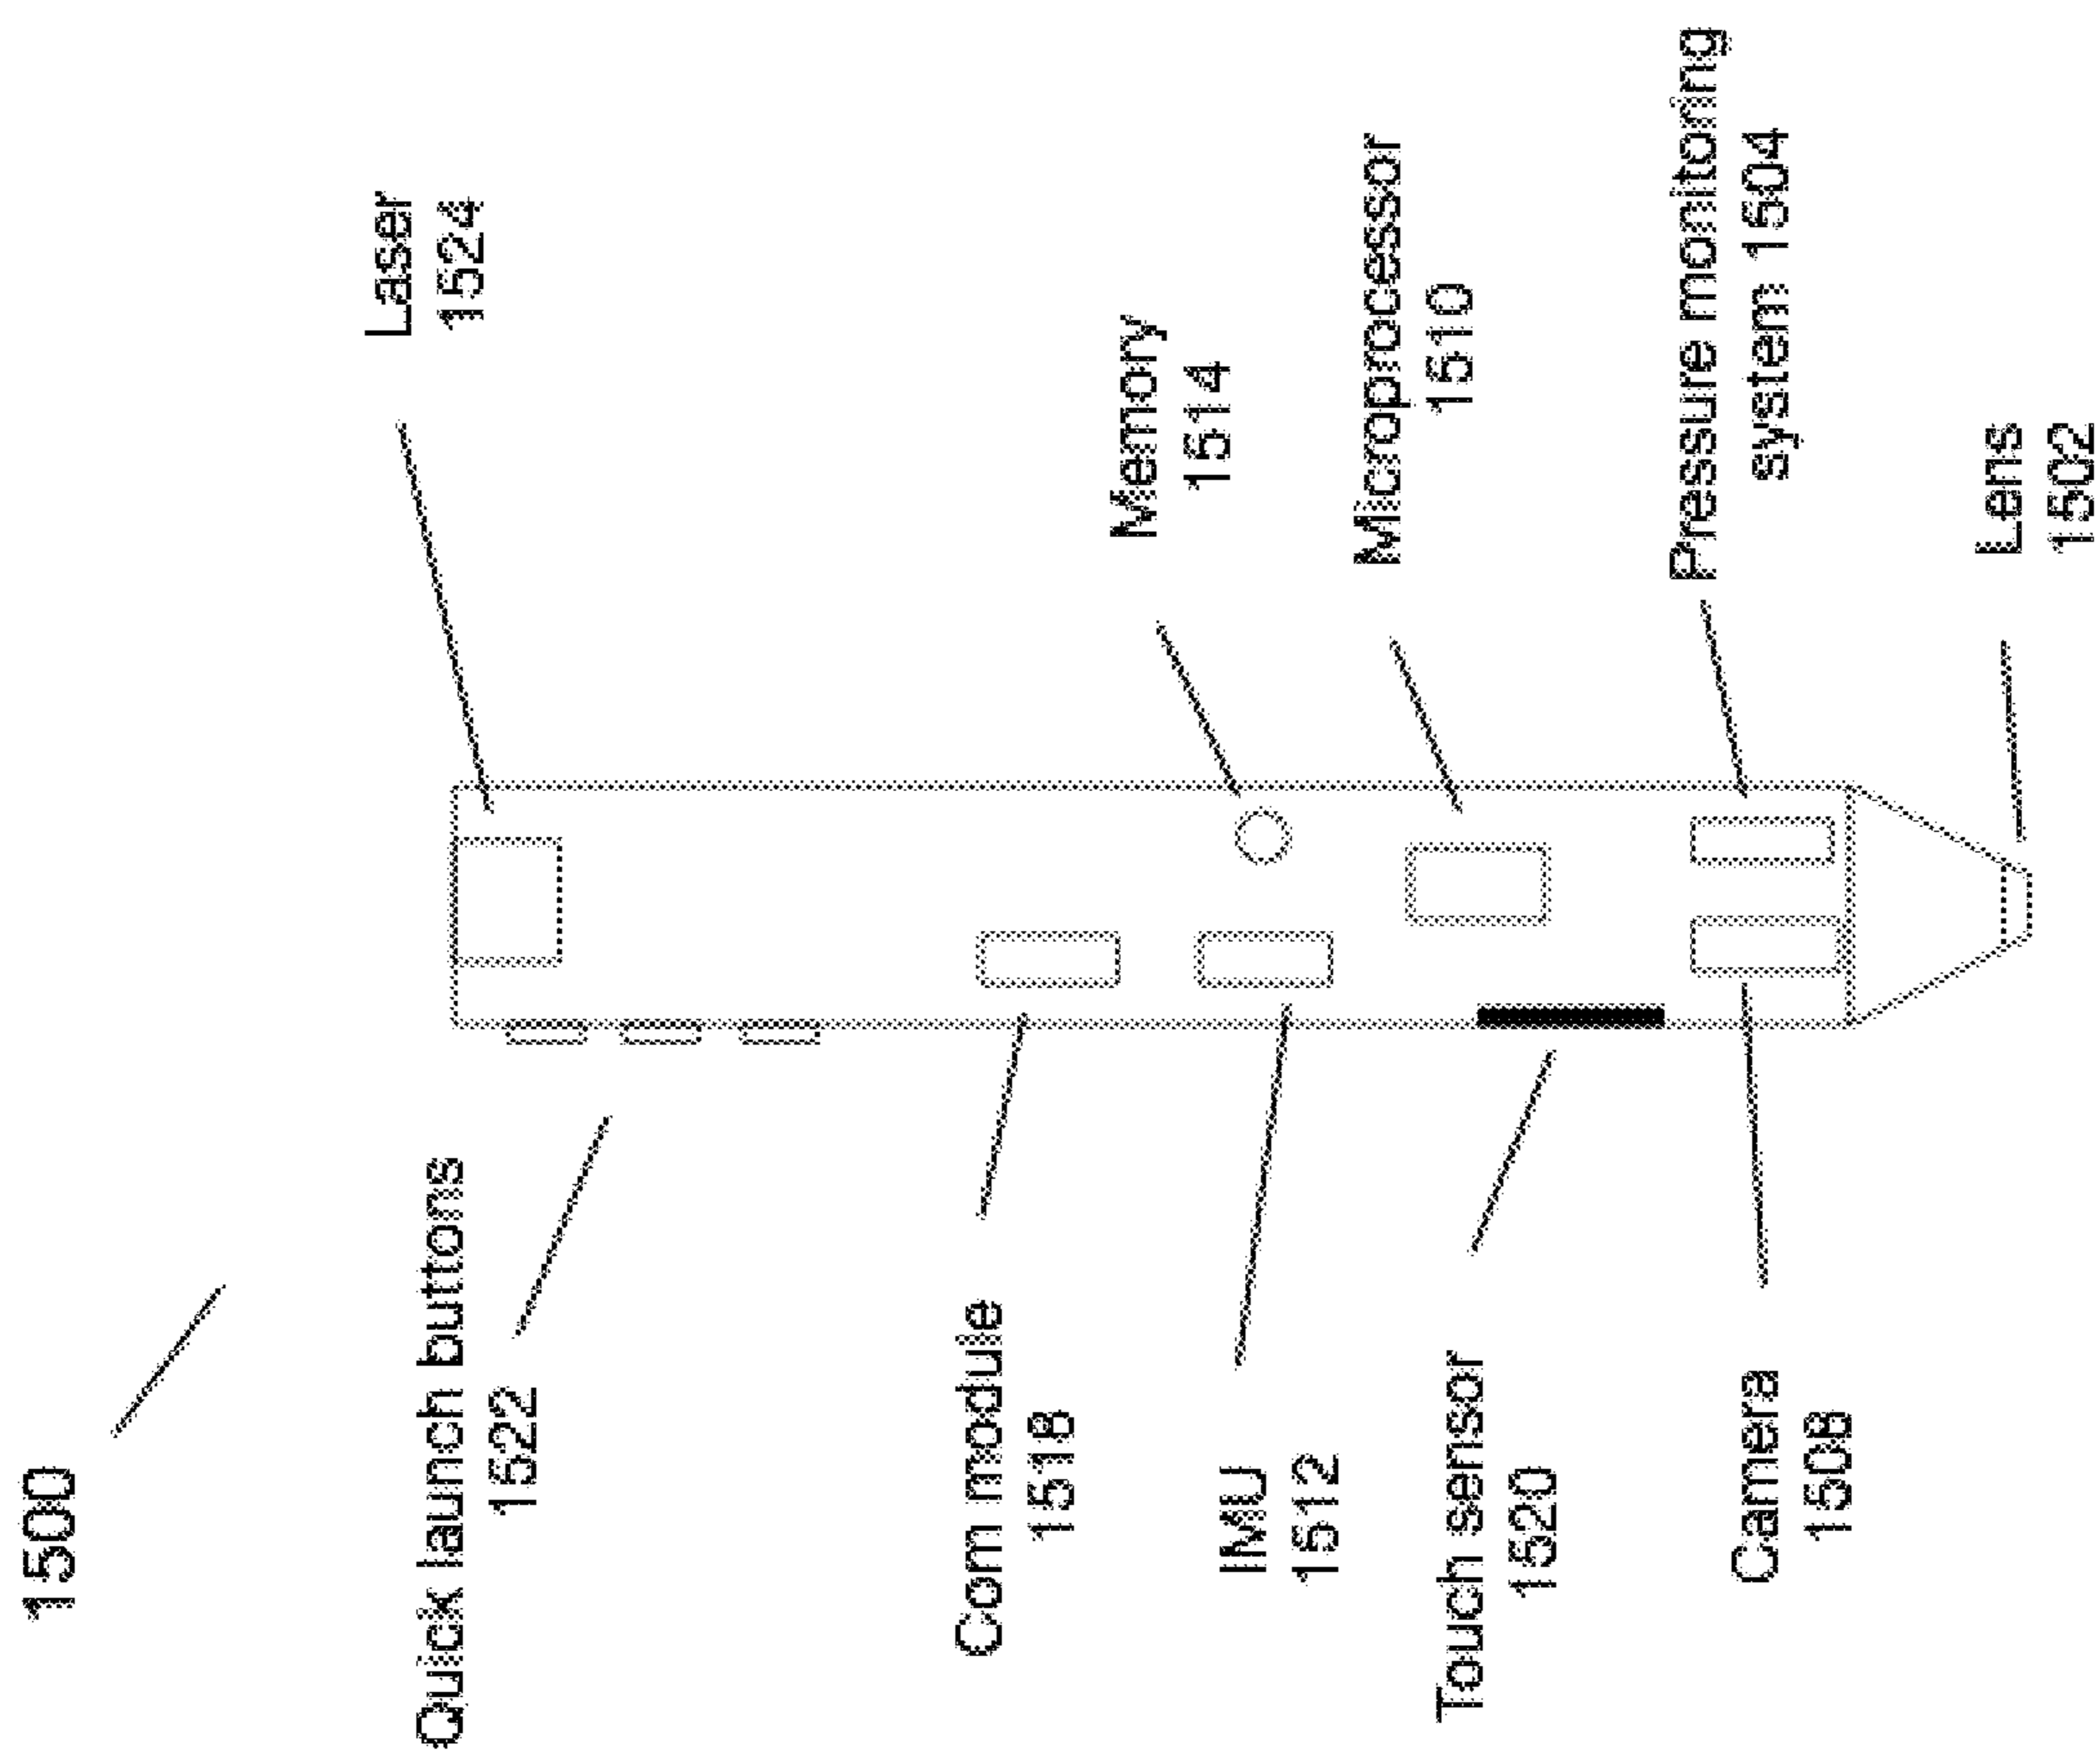 1500
Quick launch buttons
1522
Laser
1524
Com module
1518
Memory
1514
IMU
1512
Microprocessor
1510
Touch sensor
1520
Pressure monitoring
system 1504
Camera
1508
Lens
1502